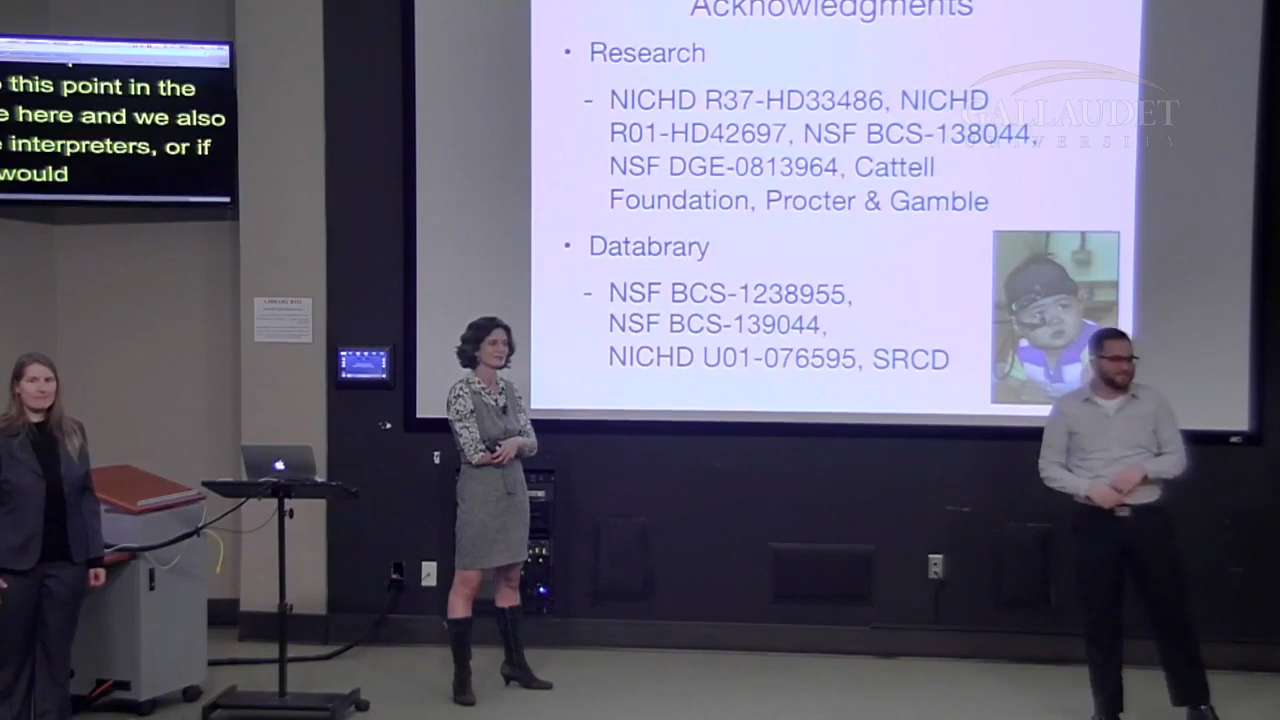 this point in the
here and we also
interpreters, or if
would
Acknowledgments
• Research
- NICHD R37-HD33486, NICHD
R01-HD42697, NSF BCS-138044,
NSF DGE-0813964, Cattell
Foundation, Procter & Gamble
• Databrary
- NSF BCS-1238955,
NSF BCS-139044,
NICHD U01-076595, SRCD
GALLAUDET
UNIVERSITY